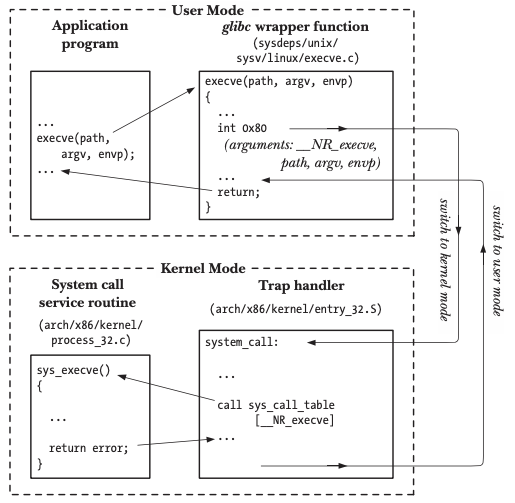 User Mode
Application
program
...
execve(path,
argv, envp);
...
glibc wrapper function
(sysdeps/unix/
sysv/linux/execve.c)
execve(path, argv, envp)
{
...
int 0x80
(arguments: __NR_execve,
path, argv, envp)
...
return;
}
switch to kernel mode
switch to user mode
Kernel Mode
System call
service routine
(arch/x86/kernel/
process_32.c)
sys_execve()
{
...
return error;
}
Trap handler
(arch/x86/kernel/entry_32.S)
system_call:
...
call sys_call_table
[__NR_execve]
...